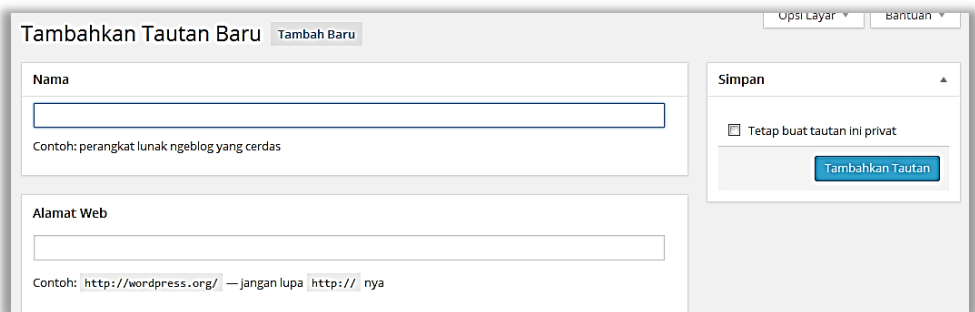 Opsi Layar
Bantuan
Tambahkan Tautan Baru Tambah Baru
Nama
Contoh: perangkat lunak ngeblog yang cerdas
Alamat Web
Contoh: http://wordpress.org/ — jangan lupa http:// nya
Simpan
Tetap buat tautan ini privat
Tambahkan Tautan